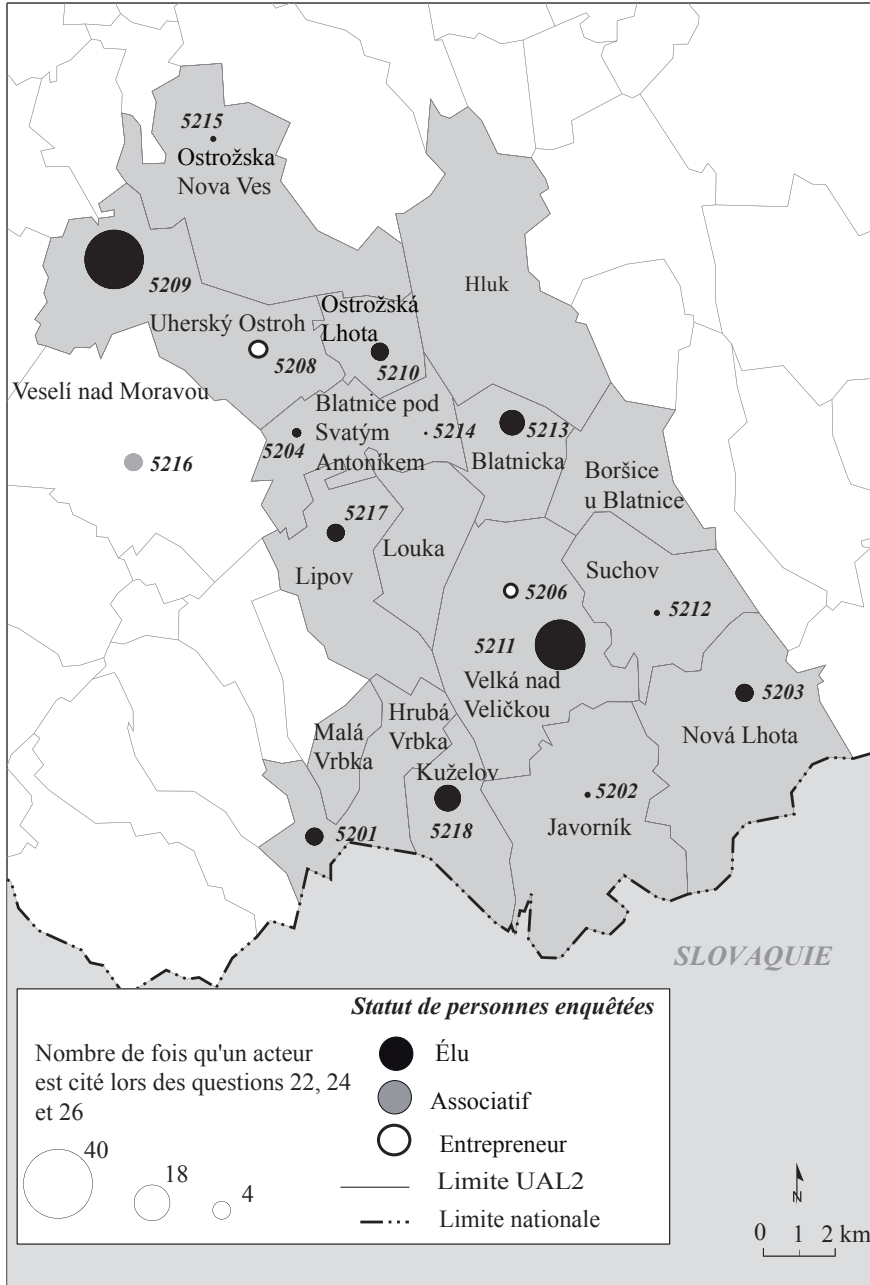 5215
Ostrožska
Nova Ves
5209
Hluk
Ostrožská
Lhota
Uherský Ostroh
5208
5210
Veselí nad Moravou
Blatnice pod
Svatým
Antoníkem
5204
5214
5213
Blatnicka
5216
Boršice
u Blatnice
5217
Louka
Lipov
Suchov
5206
5212
5211
Velká nad
Veličkou
5203
Nová Lhota
Hrubá
Vrbka
Malá
Vrbka
Kuželov
5202
Javorník
5218
5201
SLOVAQUIE
Statut de personnes enquêtées
Nombre de fois qu'un acteur
est cité lors des questions 22, 24
et 26
Élu
Associatif
Entrepreneur
40
18
4
Limite UAL2
Limite nationale
N
0 1 2 km